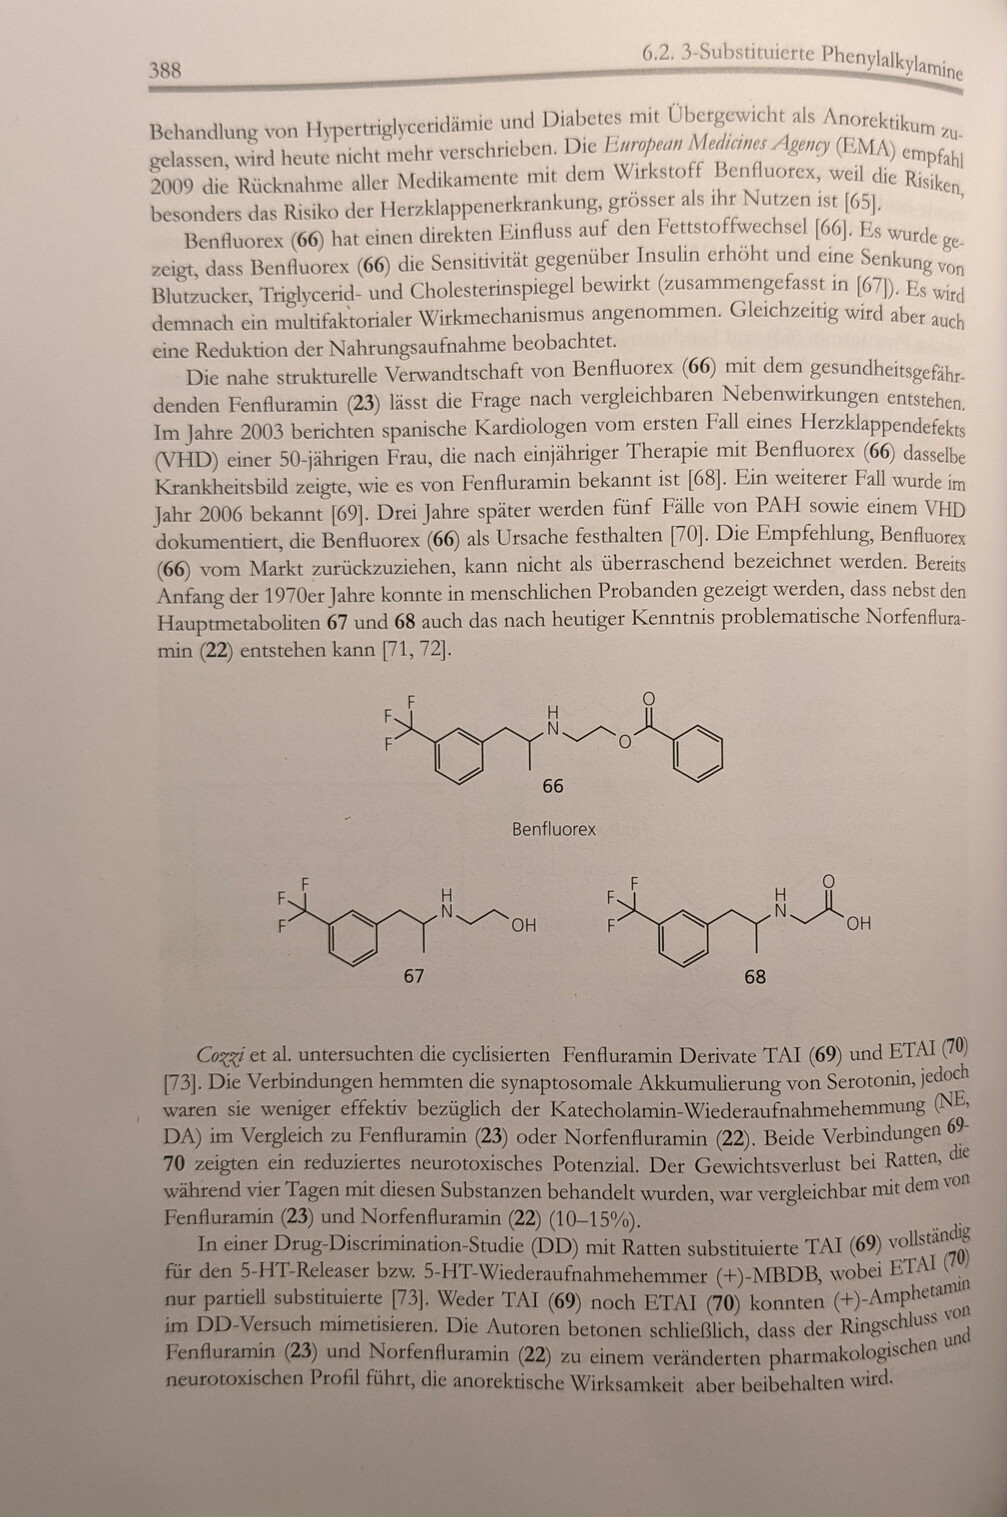 388
6.2. 3-Substituierte Phenylalkylamine
Behandlung von Hypertriglyceridämie und Diabetes mit Übergewicht als Anorektikum zu-
gelassen, wird heute nicht mehr verschrieben. Die European Medicines Agency (EMA) empfahl
2009 die Rücknahme aller Medikamente mit dem Wirkstoff Benfluorex, weil die Risiken,
besonders das Risiko der Herzklappenerkrankung, grösser als ihr Nutzen ist [65].
Benfluorex (66) hat einen direkten Einfluss auf den Fettstoffwechsel [66]. Es wurde ge-
zeigt, dass Benfluorex (66) die Sensitivität gegenüber Insulin erhöht und eine Senkung von
Blutzucker, Triglycerid- und Cholesterinspiegel bewirkt (zusammengefasst in [67]). Es wird
demnach ein multifaktorialer Wirkmechanismus angenommen. Gleichzeitig wird aber auch
eine Reduktion der Nahrungsaufnahme beobachtet.
Die nahe strukturelle Verwandtschaft von Benfluorex (66) mit dem gesundheitsgefähr-
denden Fenfluramin (23) lässt die Frage nach vergleichbaren Nebenwirkungen entstehen.
Im Jahre 2003 berichten spanische Kardiologen vom ersten Fall eines Herzklappendefekts
(VHD) einer 50-jährigen Frau, die nach einjähriger Therapie mit Benfluorex (66) dasselbe
Krankheitsbild zeigte, wie es von Fenfluramin bekannt ist [68]. Ein weiterer Fall wurde im
Jahr 2006 bekannt [69]. Drei Jahre später werden fünf Fälle von PAH sowie einem VHD
dokumentiert, die Benfluorex (66) als Ursache festhalten [70]. Die Empfehlung, Benfluorex
(66) vom Markt zurückzuziehen, kann nicht als überraschend bezeichnet werden. Bereits
Anfang der 1970er Jahre konnte in menschlichen Probanden gezeigt werden, dass nebst den
Hauptmetaboliten 67 und 68 auch das nach heutiger Kenntnis problematische Norfenflura-
min (22) entstehen kann [71, 72].
F
F
F
H
N
O
O
66
Benfluorex
F
F
F
H
N
OH
67
F
F
F
H
N
O
OH
68
Cozzi et al. untersuchten die cyclisierten Fenfluramin Derivate TAI (69) und ETAI (70)
[73]. Die Verbindungen hemmten die synaptosomale Akkumulierung von Serotonin, jedoch
waren sie weniger effektiv bezüglich der Katecholamin-Wiederaufnahmehemmung (NE,
DA) im Vergleich zu Fenfluramin (23) oder Norfenfluramin (22). Beide Verbindungen 69-
70 zeigten ein reduziertes neurotoxisches Potenzial. Der Gewichtsverlust bei Ratten, die
während vier Tagen mit diesen Substanzen behandelt wurden, war vergleichbar mit dem von
Fenfluramin (23) und Norfenfluramin (22) (10–15%).
In einer Drug-Discrimination-Studie (DD) mit Ratten substituierte TAI (69) vollständig
für den 5-HT-Releaser bzw. 5-HT-Wiederaufnahmehemmer (+)-MBDB, wobei ETAI (70)
nur partiell substituierte [73]. Weder TAI (69) noch ETAI (70) konnten (+)-Amphetamin
im DD-Versuch mimetisieren. Die Autoren betonen schließlich, dass der Ringschluss von
Fenfluramin (23) und Norfenfluramin (22) zu einem veränderten pharmakologischen und
neurotoxischen Profil führt, die anorektische Wirksamkeit aber beibehalten wird.